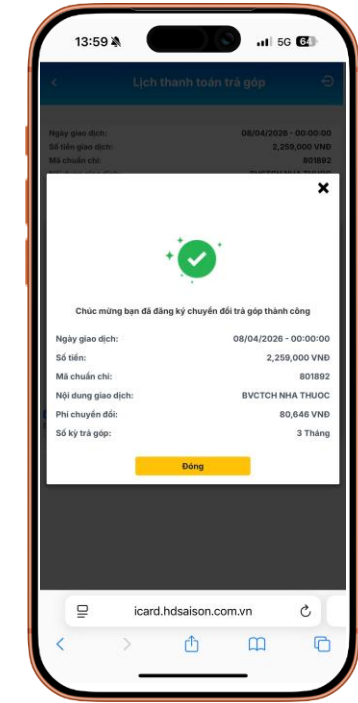 13:59
5G 64
Lịch thanh toán trả góp
Ngày giao dịch: 08/04/2026 - 00:00:00
Số tiền giao dịch: 2,259,000 VNĐ
Mã chuẩn chi: 801892
Chúc mừng bạn đã đăng ký chuyển đổi trả góp thành công
Ngày giao dịch: 08/04/2026 - 00:00:00
Số tiền: 2,259,000 VNĐ
Mã chuẩn chi: 801892
Nội dung giao dịch: BVCTCH NHA THUOC
Phí chuyển đổi: 80,646 VNĐ
Số kỳ trả góp: 3 Tháng
Đóng
icard.hdsaison.com.vn